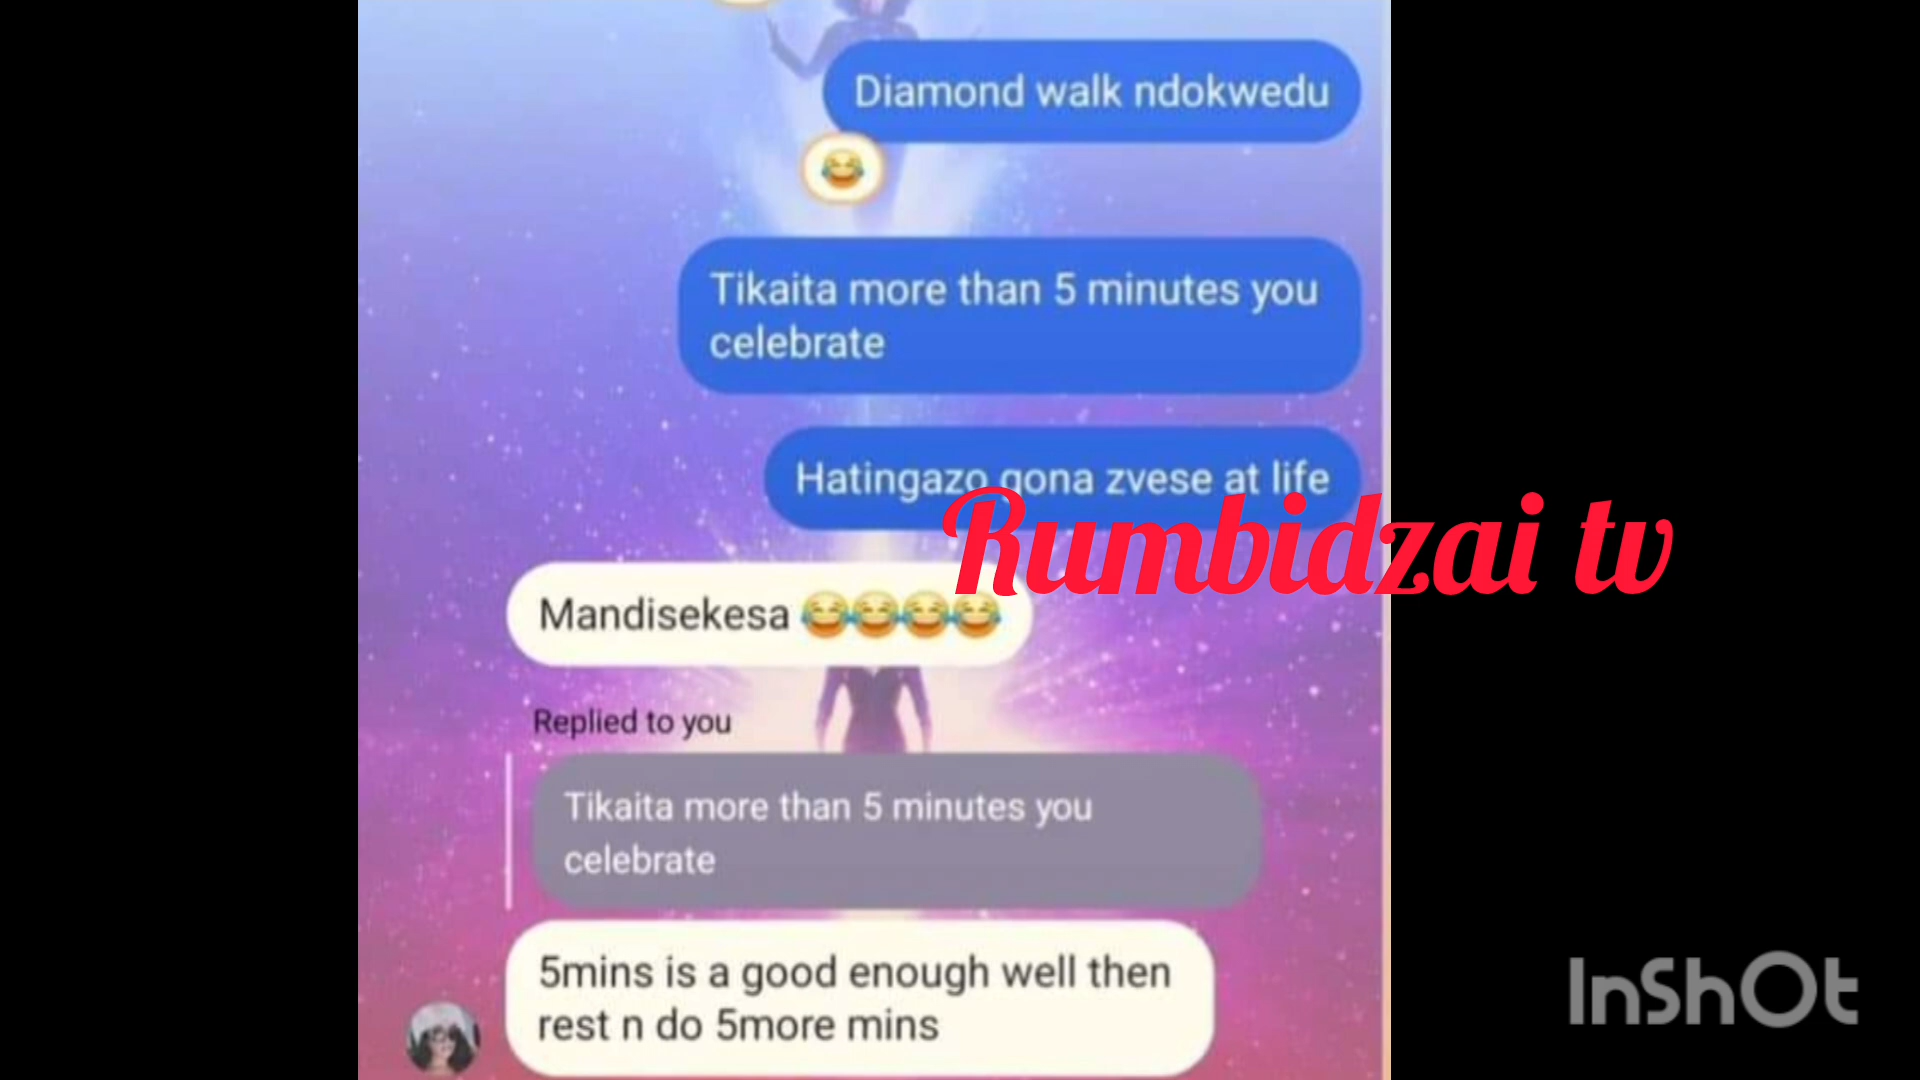 Diamond walk ndokwedu
😂
Tikaita more than 5 minutes you
celebrate
Hatingazo gona zvese at life
Rumbidzai tv
Mandisekesa 😂😂😂😂
Replied to you
Tikaita more than 5 minutes you
celebrate
5mins is a good enough well then
rest n do 5more mins
InShOt